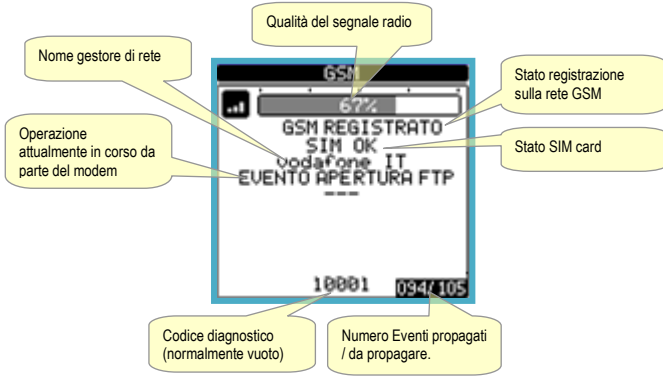 Qualità del segnale radio
Nome gestore di rete
GSM
67%
Stato registrazione
sulla rete GSM
GSM REGISTRATO
SIM OK
Stato SIM card
vodafone IT
Operazione
attualmente in corso da
parte del modem
EVENTO APERTURA FTP
---
10001
094/105
Codice diagnostico
(normalmente vuoto)
Numero Eventi propagati
/ da propagare.